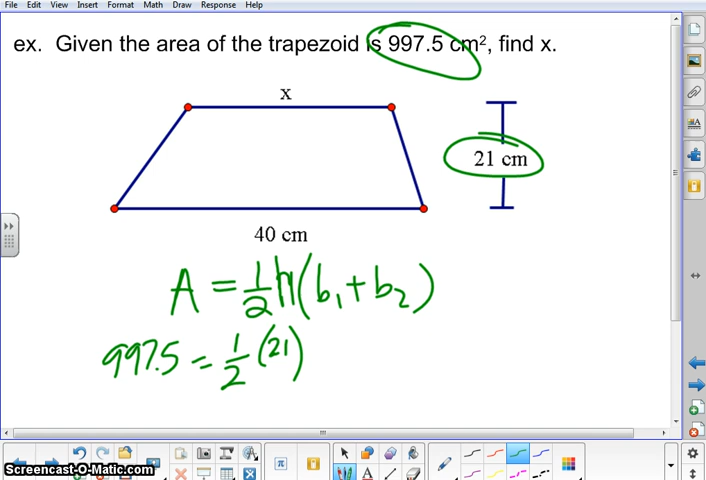 File Edit View Insert Format Math Draw Response Help
ex. Given the area of the trapezoid is 997.5 cm², find x.
x
21 cm
40 cm
A = 1/2 h(b₁ + b₂)
997.5 = 1/2 (21)
π
A
SCREENCAST-O-MATIC.COM